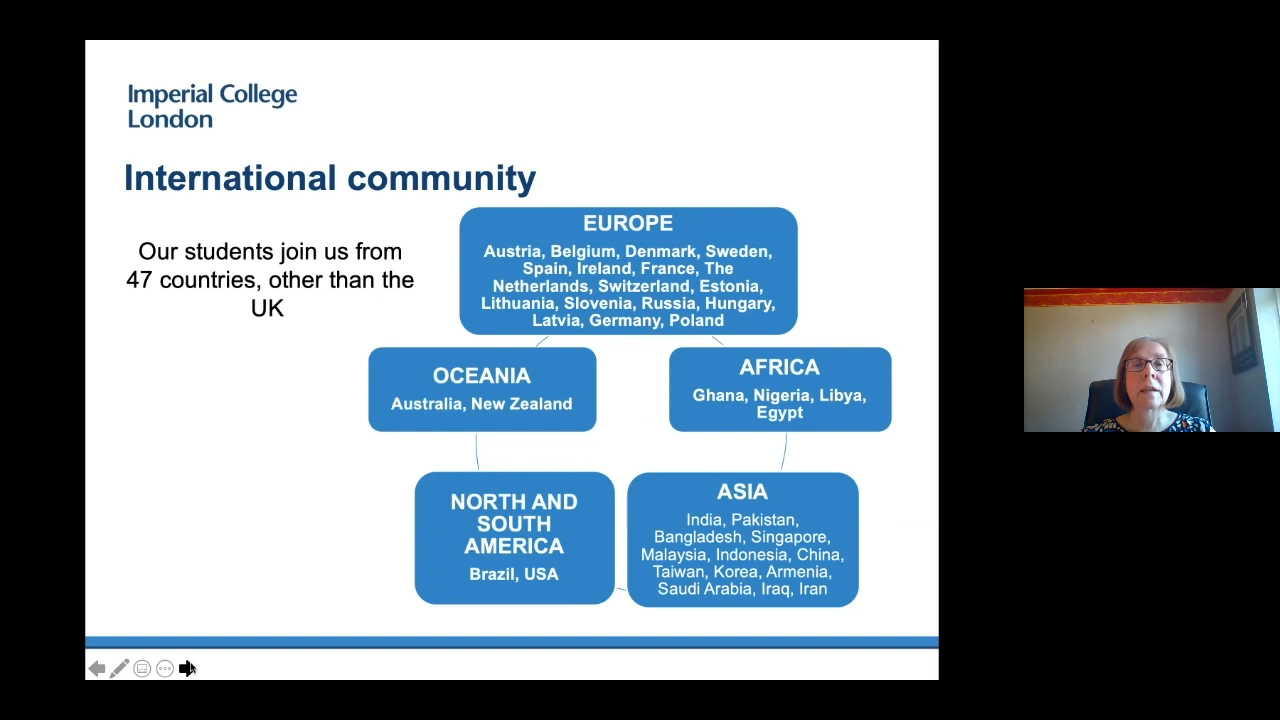 Imperial College
London
International community
Our students join us from
47 countries, other than the
UK
EUROPE
Austria, Belgium, Denmark, Sweden,
Spain, Ireland, France, The
Netherlands, Switzerland, Estonia,
Lithuania, Slovenia, Russia, Hungary,
Latvia, Germany, Poland
OCEANIA
Australia, New Zealand
AFRICA
Ghana, Nigeria, Libya,
Egypt
NORTH AND
SOUTH
AMERICA
Brazil, USA
ASIA
India, Pakistan,
Bangladesh, Singapore,
Malaysia, Indonesia, China,
Taiwan, Korea, Armenia,
Saudi Arabia, Iraq, Iran